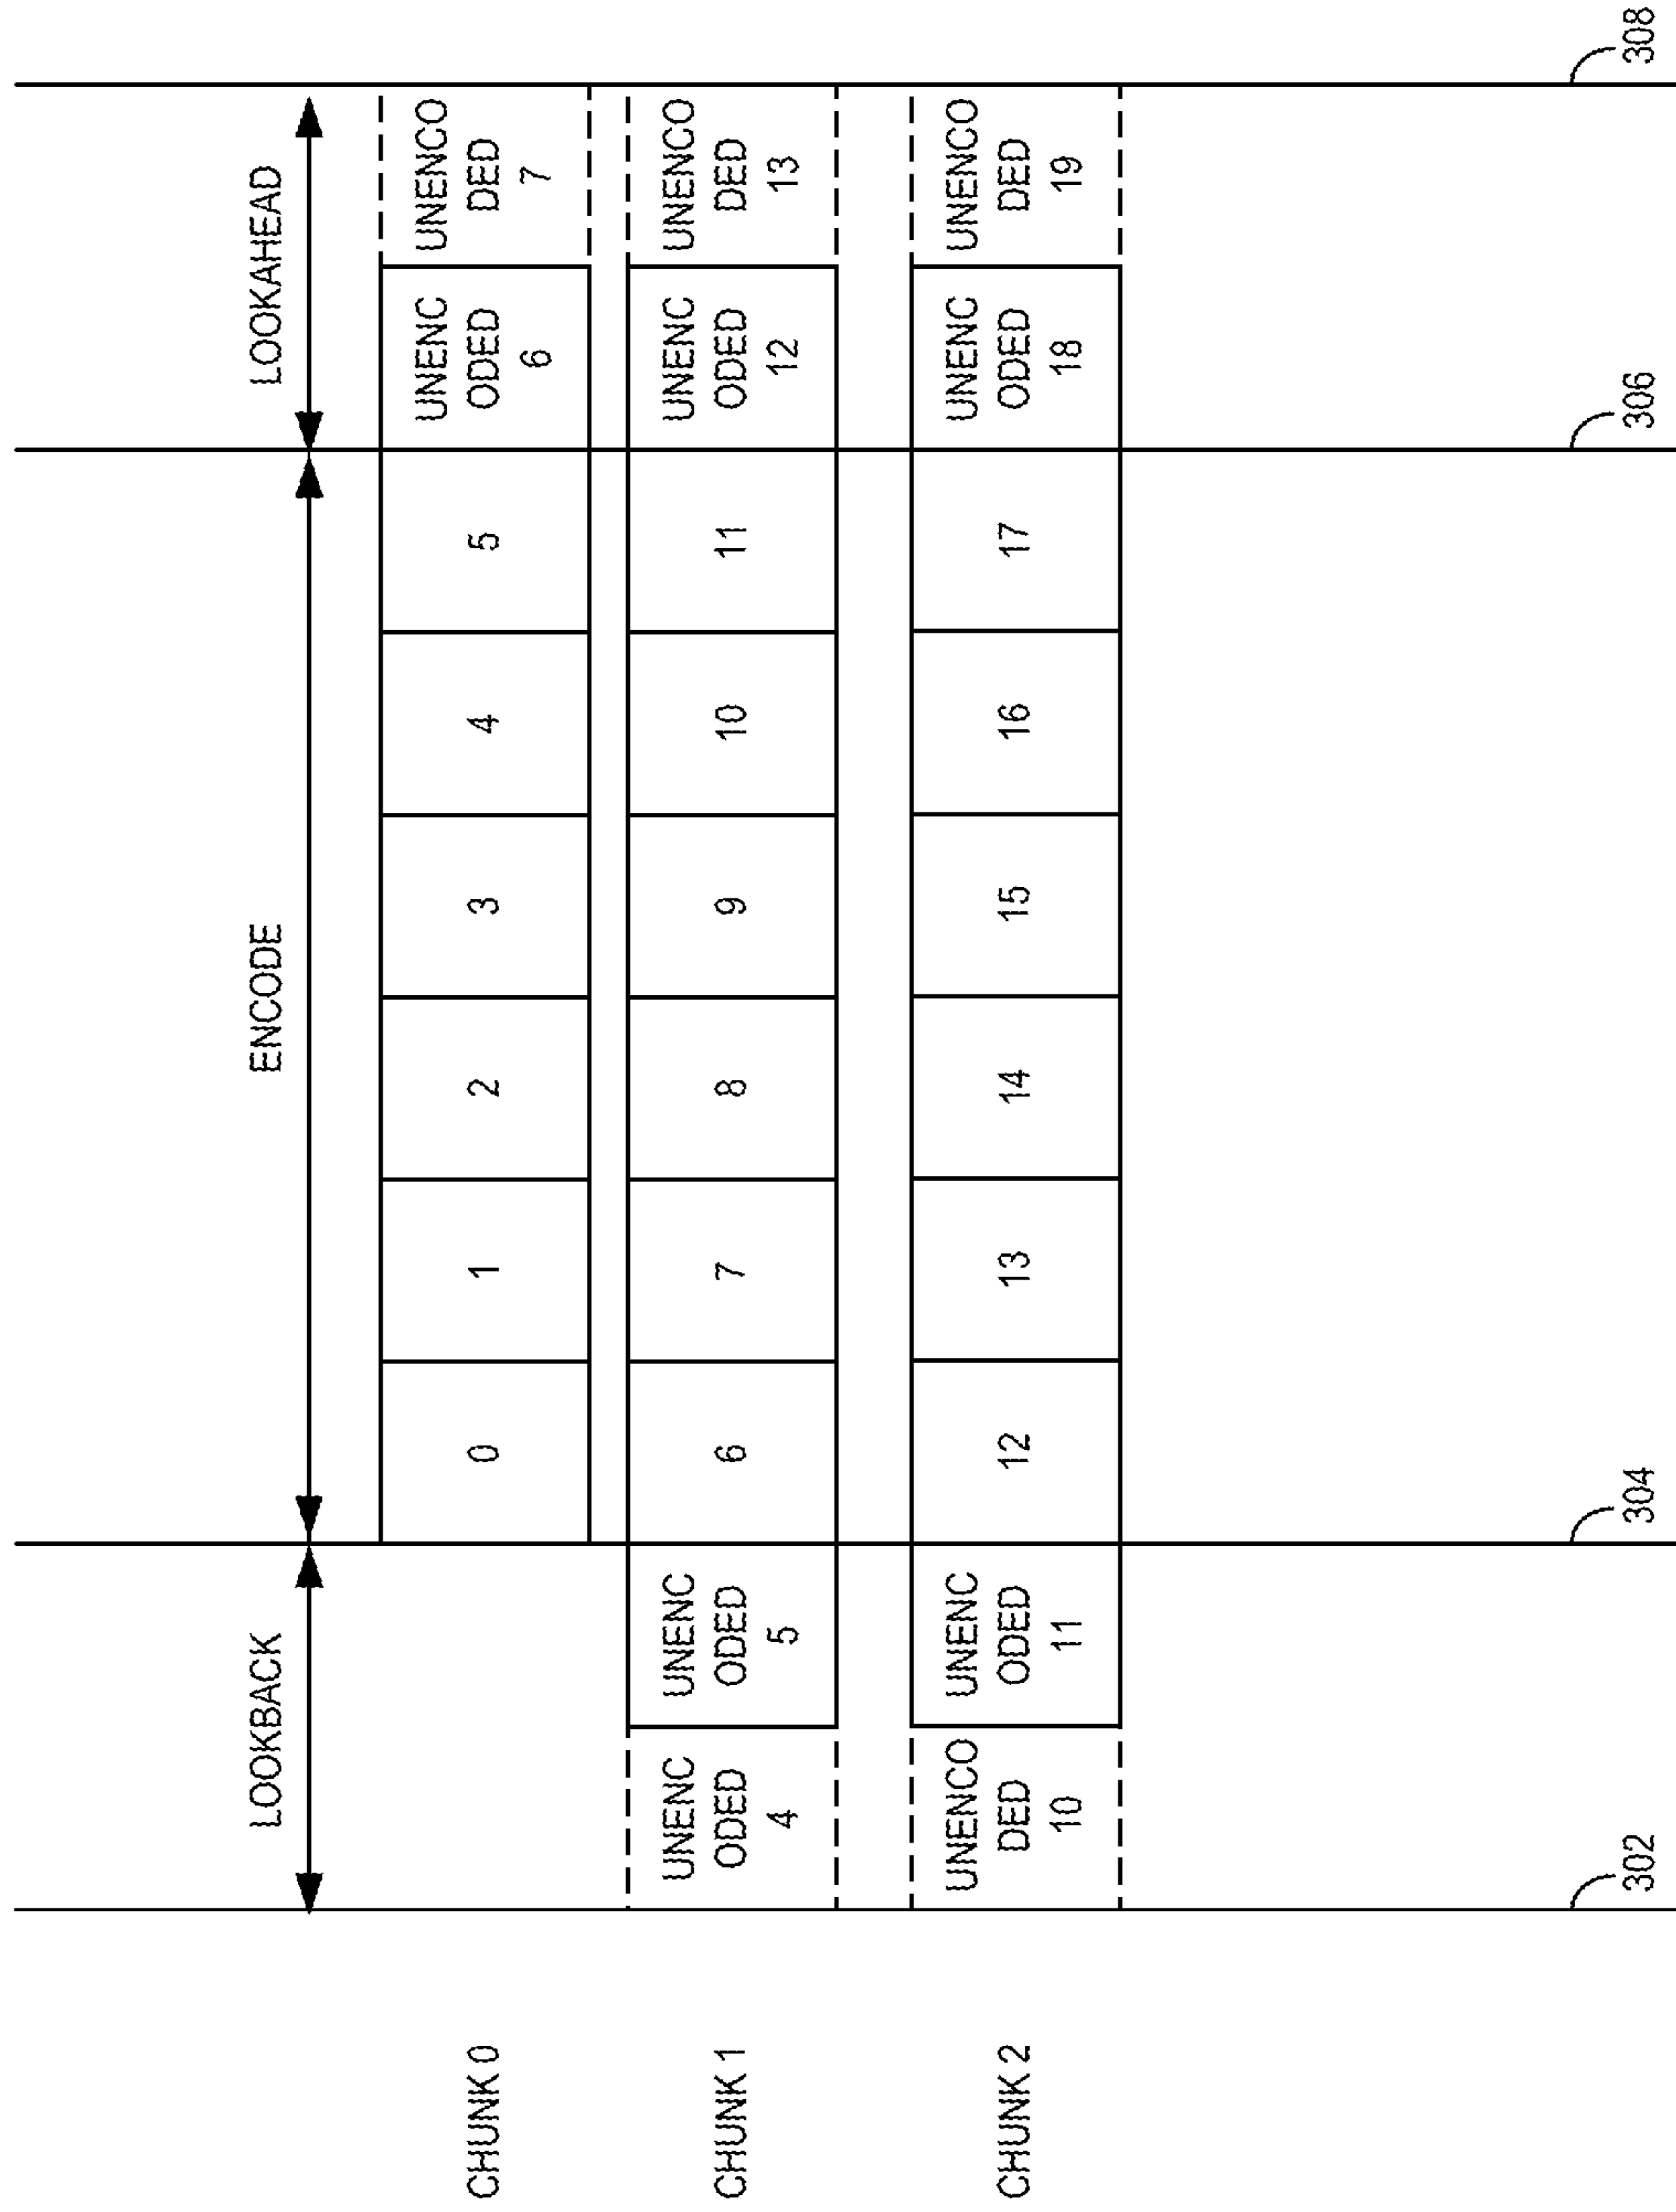 LOOKBACK
ENCODE
LOOKAHEAD
CHUNK 0
0
1
2
3
4
5
UNENC
ODED
6
UNENCO
DED
7
CHUNK 1
UNENC
ODED
4
UNENC
ODED
5
6
7
8
9
10
11
UNENC
ODED
12
UNENCO
DED
13
CHUNK 2
UNENCO
DED
10
UNENC
ODED
11
12
13
14
15
16
17
UNENC
ODED
18
UNENCO
DED
19
302
304
306
308